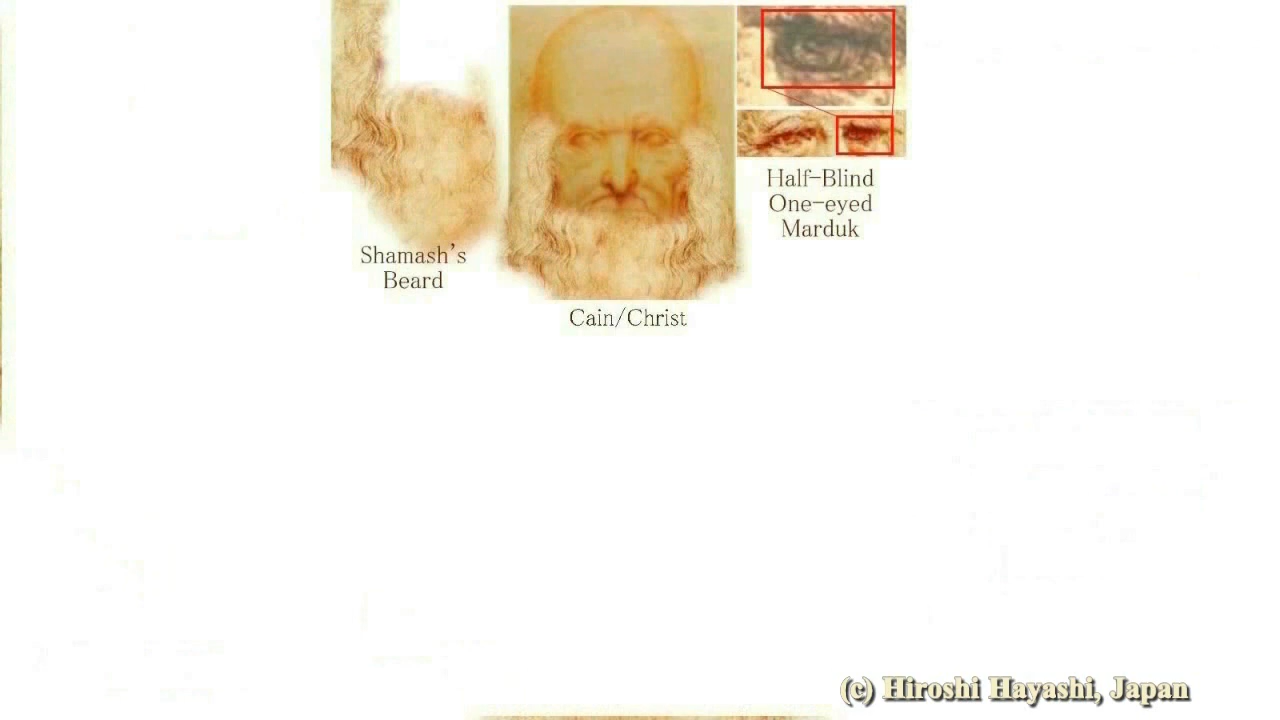 Half-Blind
One-eyed
Marduk
Shamash's
Beard
Cain/Christ
(c) Hiroshi Hayashi, Japan